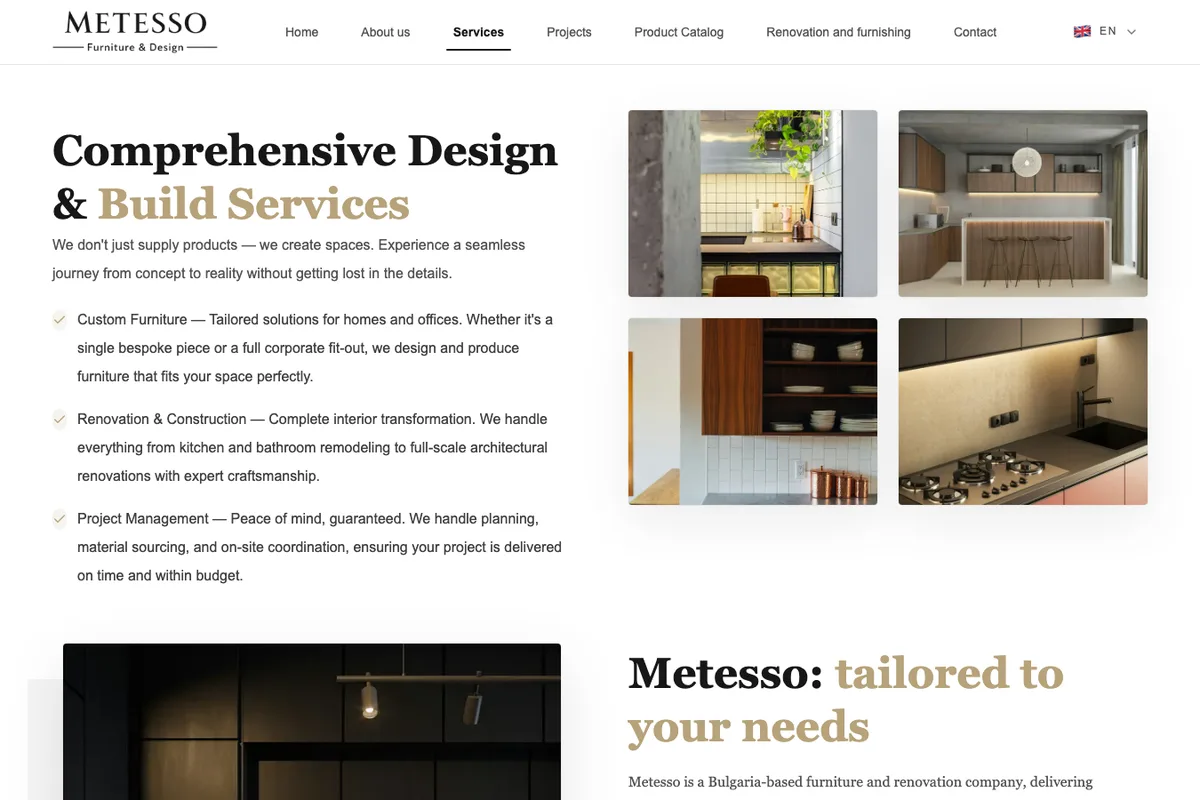 METESSO
Furniture & Design
Home
About us
Services
Projects
Product Catalog
Renovation and furnishing
Contact
EN
Comprehensive Design
& Build Services
We don't just supply products — we create spaces. Experience a seamless
journey from concept to reality without getting lost in the details.
Custom Furniture — Tailored solutions for homes and offices. Whether it's a
single bespoke piece or a full corporate fit-out, we design and produce
furniture that fits your space perfectly.
Renovation & Construction — Complete interior transformation. We handle
everything from kitchen and bathroom remodeling to full-scale architectural
renovations with expert craftsmanship.
Project Management — Peace of mind, guaranteed. We handle planning,
material sourcing, and on-site coordination, ensuring your project is delivered
on time and within budget.
Metesso: tailored to
your needs
Metesso is a Bulgaria-based furniture and renovation company, delivering